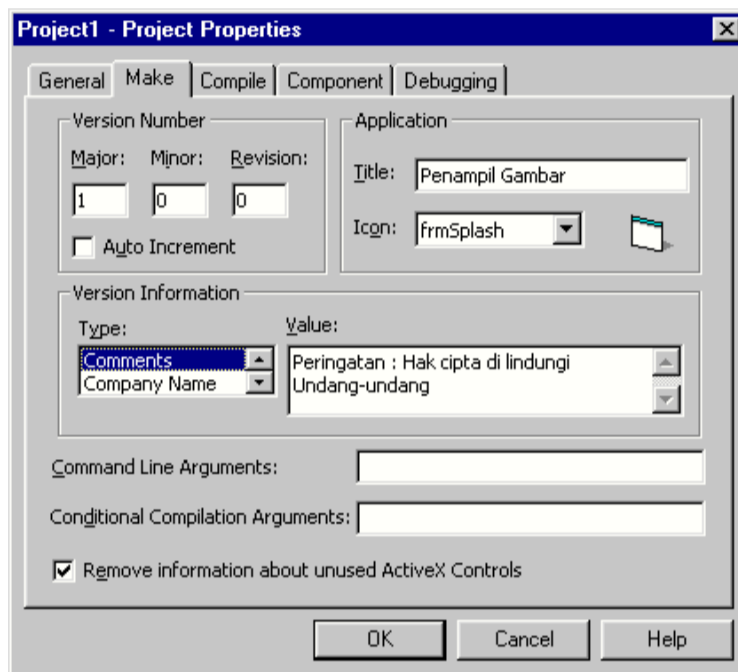 Project1 - Project Properties
General Make Compile Component Debugging
Version Number
Major: Minor: Revision:
1 0 0
Auto Increment
Application
Title: Penampil Gambar
Icon: frmSplash
Version Information
Type:
Comments
Company Name
Value:
Peringatan : Hak cipta di lindungi
Undang-undang
Command Line Arguments:
Conditional Compilation Arguments:
Remove information about unused ActiveX Controls
OK Cancel Help